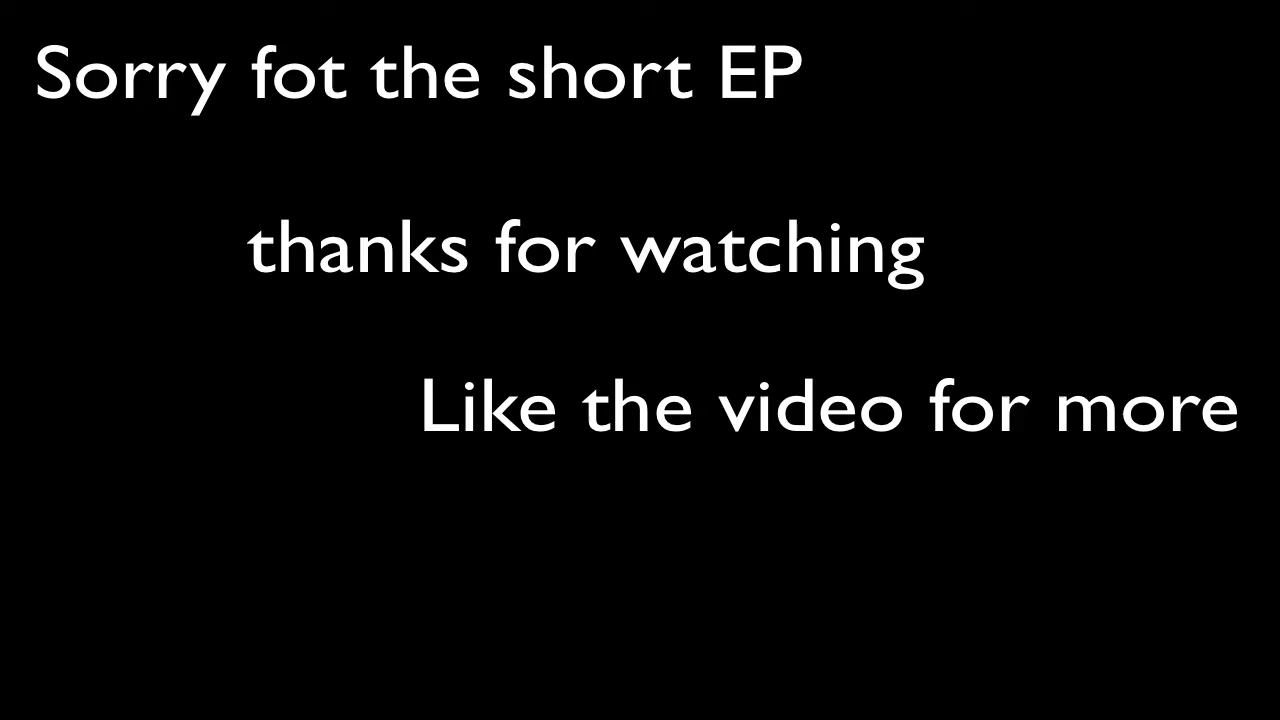 Sorry fot the short EP
thanks for watching
Like the video for more